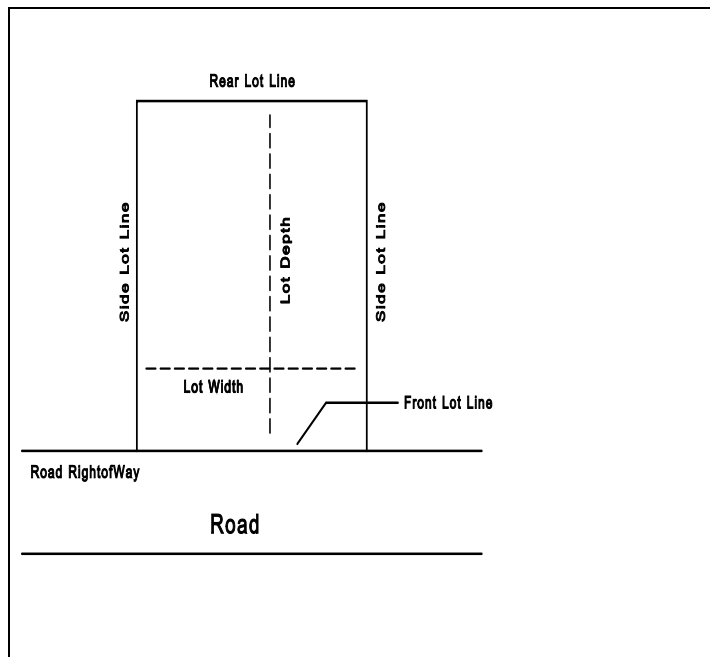 Rear Lot Line
Side Lot Line
Lot Depth
Side Lot Line
Lot Width
Front Lot Line
Road RightofWay
Road